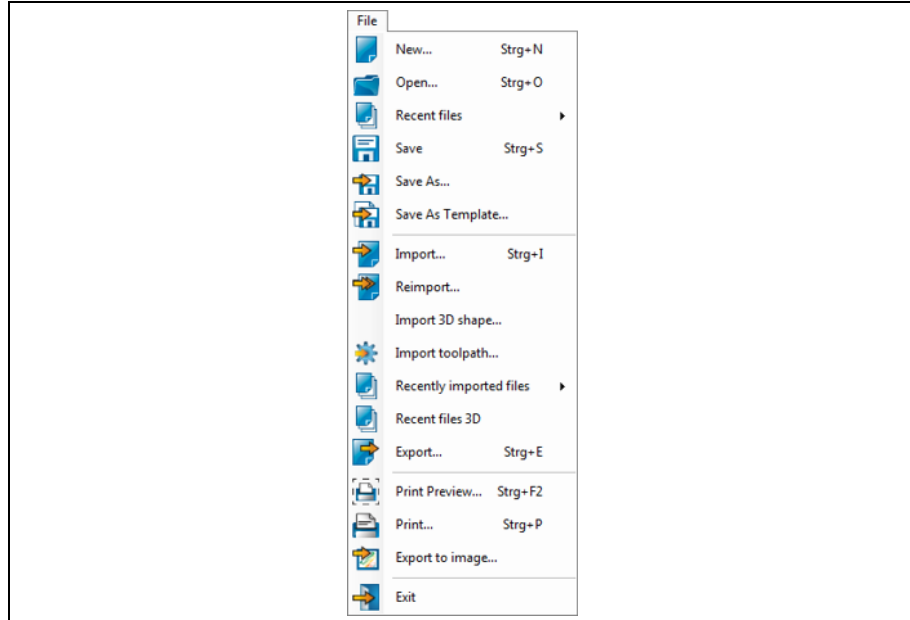 File
New... Strg+N
Open... Strg+O
Recent files
Save Strg+S
Save As...
Save As Template...
Import... Strg+I
Reimport...
Import 3D shape...
Import toolpath...
Recently imported files
Recent files 3D
Export... Strg+E
Print Preview... Strg+F2
Print... Strg+P
Export to image...
Exit